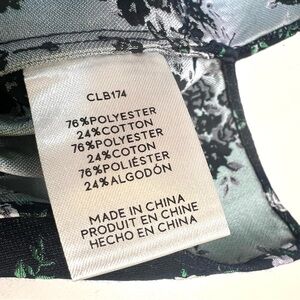 CLB174
76%POLYESTER
24%COTTON
76%POLYESTER
24%COTON
76%POLIÉSTER
24%ALGODÓN
MADE IN CHINA
PRODUIT EN CHINE
HECHO EN CHINA